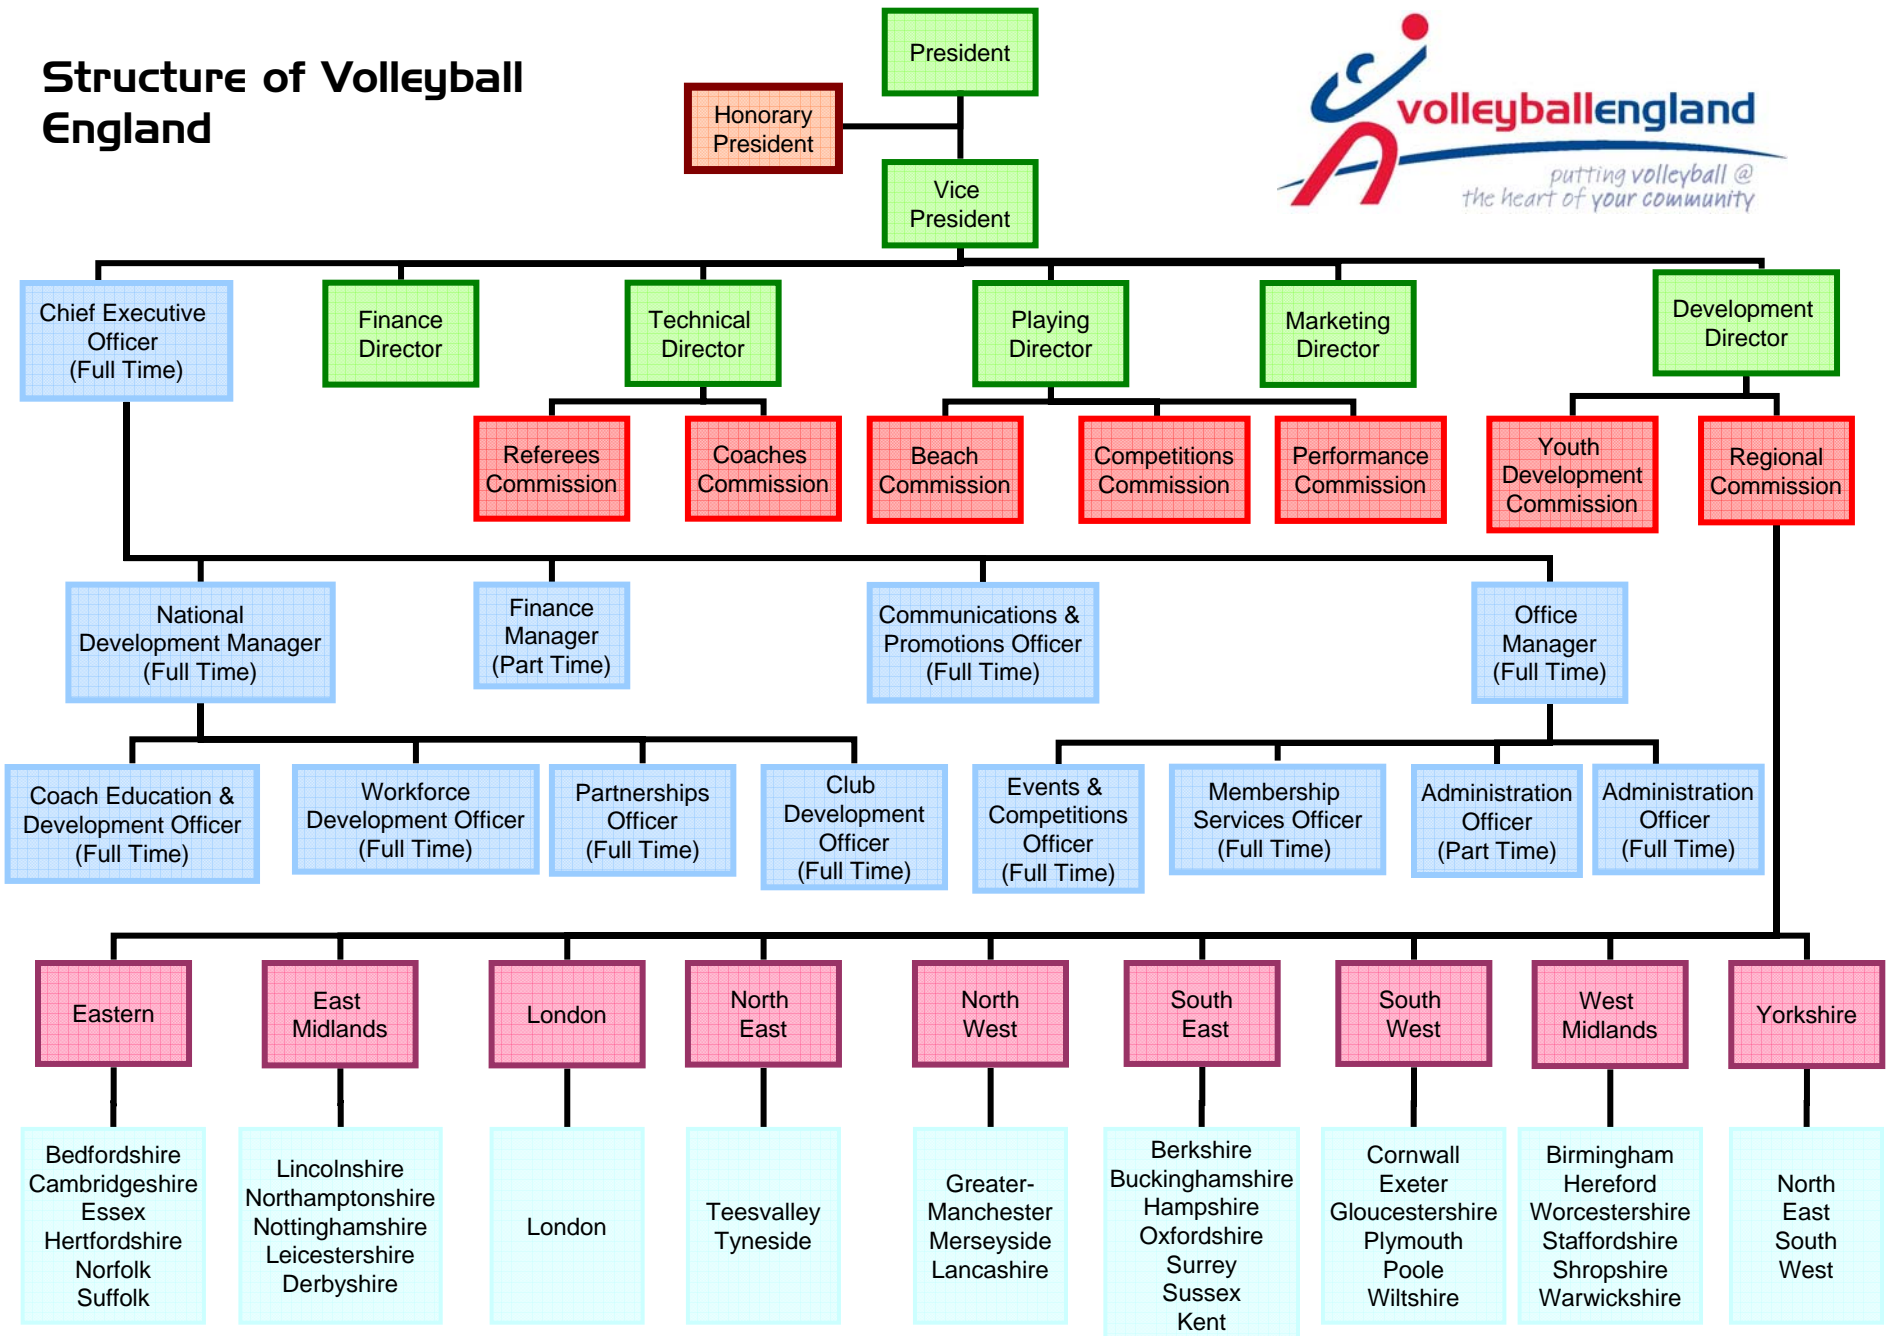 Structure of Volleyball
England
President
Honorary
President
Vice
President
volleyballengland
putting volleyball @
the heart of your community
Chief Executive
Officer
(Full Time)
Finance
Director
Technical
Director
Playing
Director
Marketing
Director
Development
Director
Referees
Commission
Coaches
Commission
Beach
Commission
Competitions
Commission
Performance
Commission
Youth
Development
Commission
Regional
Commission
National
Development Manager
(Full Time)
Finance
Manager
(Part Time)
Communications &
Promotions Officer
(Full Time)
Office
Manager
(Full Time)
Coach Education &
Development Officer
(Full Time)
Workforce
Development Officer
(Full Time)
Partnerships
Officer
(Full Time)
Club
Development
Officer
(Full Time)
Events &
Competitions
Officer
(Full Time)
Membership
Services Officer
(Full Time)
Administration
Officer
(Part Time)
Administration
Officer
(Full Time)
Eastern
East
Midlands
London
North
East
North
West
South
East
South
West
West
Midlands
Yorkshire
Bedfordshire
Cambridgeshire
Essex
Hertfordshire
Norfolk
Suffolk
Lincolnshire
Northamptonshire
Nottinghamshire
Leicestershire
Derbyshire
London
Teesvalley
Tyneside
Greater-
Manchester
Merseyside
Lancashire
Berkshire
Buckinghamshire
Hampshire
Oxfordshire
Surrey
Sussex
Kent
Cornwall
Exeter
Gloucestershire
Plymouth
Poole
Wiltshire
Birmingham
Hereford
Worcestershire
Staffordshire
Shropshire
Warwickshire
North
East
South
West